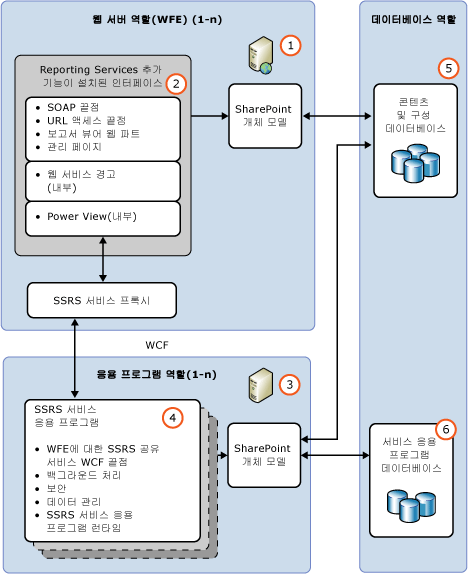 웹 서버 역할(WFE) (1-n)
1
Reporting Services 추가
기능이 설치된 인터페이스
2
• SOAP 끝점
• URL 액세스 끝점
• 보고서 뷰어 웹 파트
• 관리 페이지
• 웹 서비스 경고
(내부)
• Power View(내부)
SharePoint
개체 모델
SSRS 서비스 프록시
WCF
응용 프로그램 역할(1-n)
3
SSRS 서비스
응용 프로그램
4
• WFE에 대한 SSRS 공유
서비스 WCF 끝점
• 백그라운드 처리
• 보안
• 데이터 관리
• SSRS 서비스 응용
프로그램 런타임
SharePoint
개체 모델
데이터베이스 역할
5
콘텐츠
및 구성
데이터베이스
6
서비스 응용
프로그램
데이터베이스